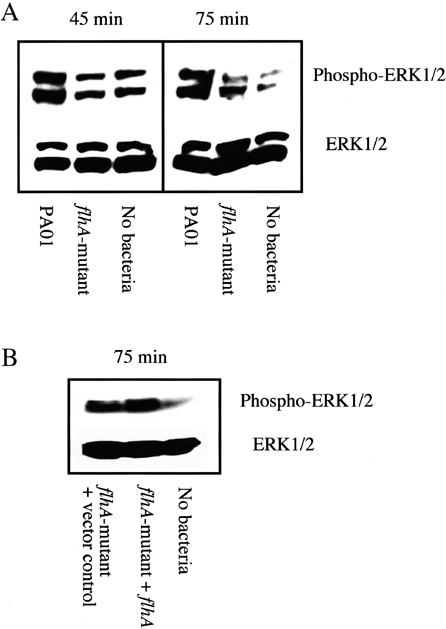 A
45 min
75 min
Phospho-ERK1/2
ERK1/2
PA01
flhA-mutant
No bacteria
PA01
flhA-mutant
No bacteria
B
75 min
Phospho-ERK1/2
ERK1/2
flhA-mutant
+ vector control
flhA-mutant + flhA
No bacteria